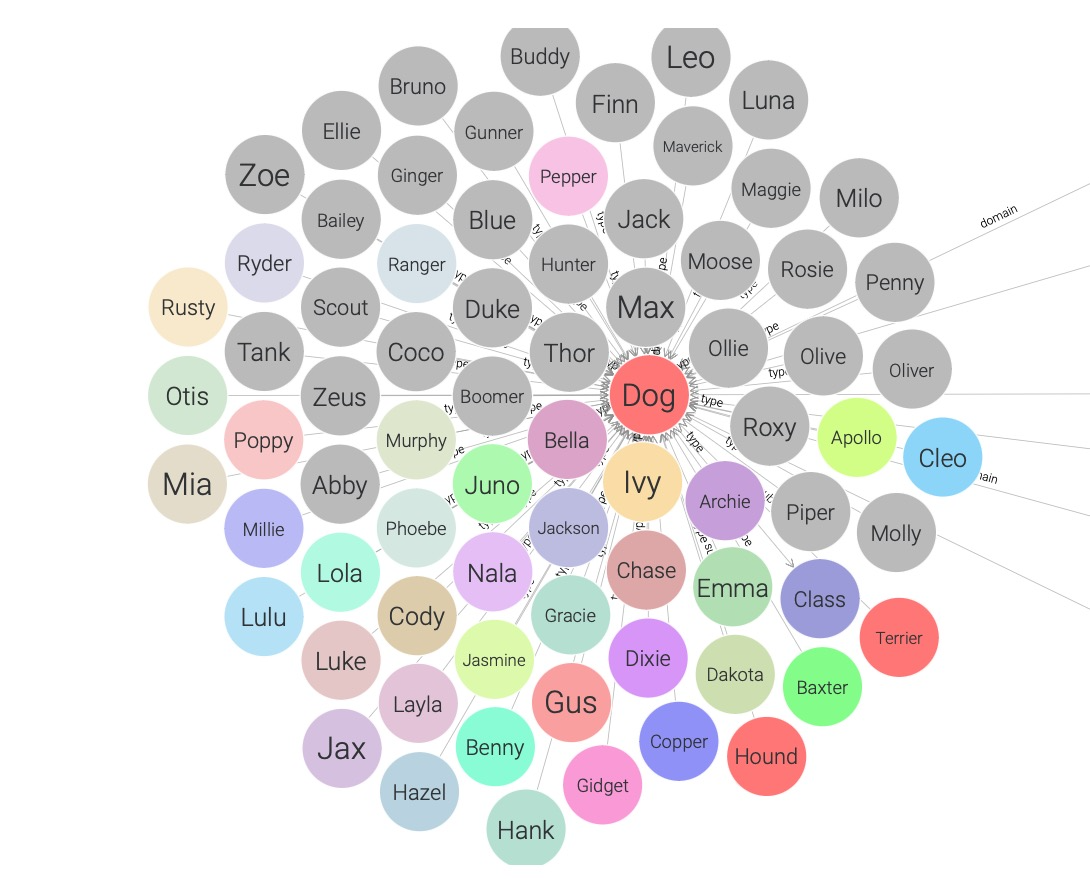 Buddy
Leo
Bruno
Finn
Luna
Ellie
Gunner
Maverick
Zoe
Ginger
Pepper
Maggie
Milo
Bailey
Blue
Jack
domain
Ryder
Ranger
Hunter
Moose
Rosie
Penny
Rusty
Scout
Duke
Max
Tank
Coco
Thor
Ollie
Olive
Oliver
Otis
Zeus
Boomer
Dog
type
Poppy
Murphy
Bella
type
Roxy
Apollo
Cleo
Mia
Abby
Juno
Ivy
Archie
Piper
Molly
Millie
Phoebe
Jackson
Lola
Nala
Chase
Emma
Class
Lulu
Cody
Gracie
Terrier
Luke
Jasmine
Dixie
Dakota
Baxter
Layla
Gus
Jax
Benny
Copper
Hound
Hazel
Gidget
Hank